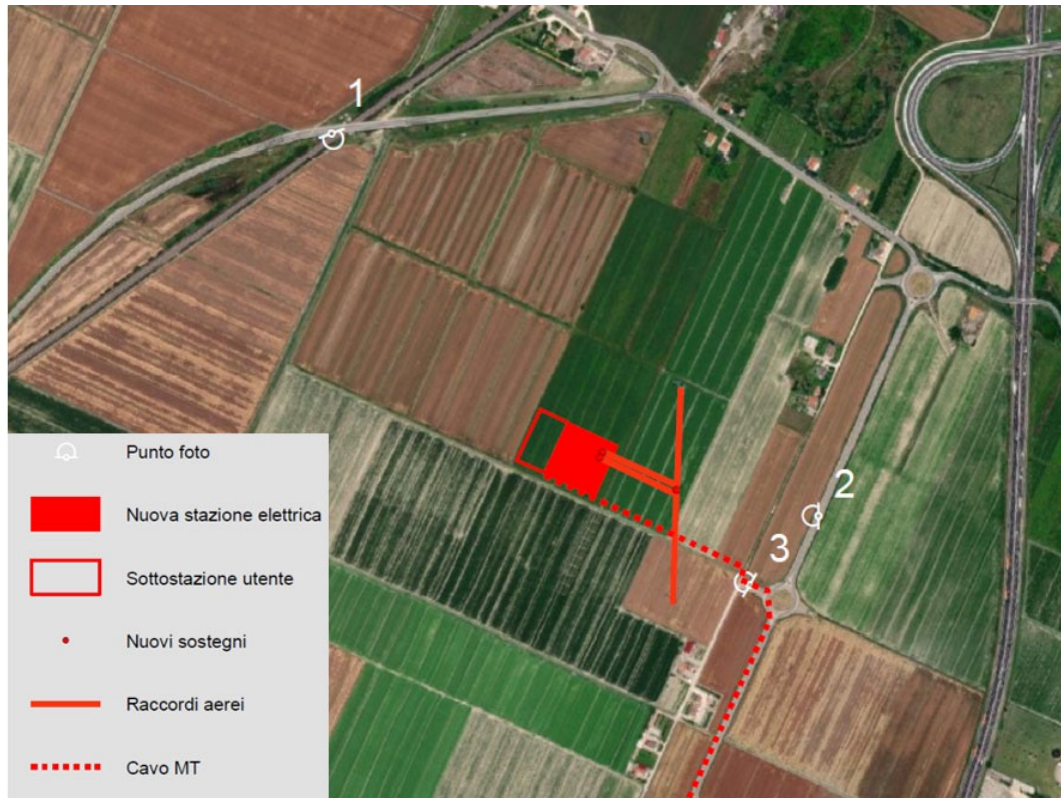 1
2
3
Punto foto
Nuova stazione elettrica
Sottostazione utente
Nuovi sostegni
Raccordi aerei
Cavo MT